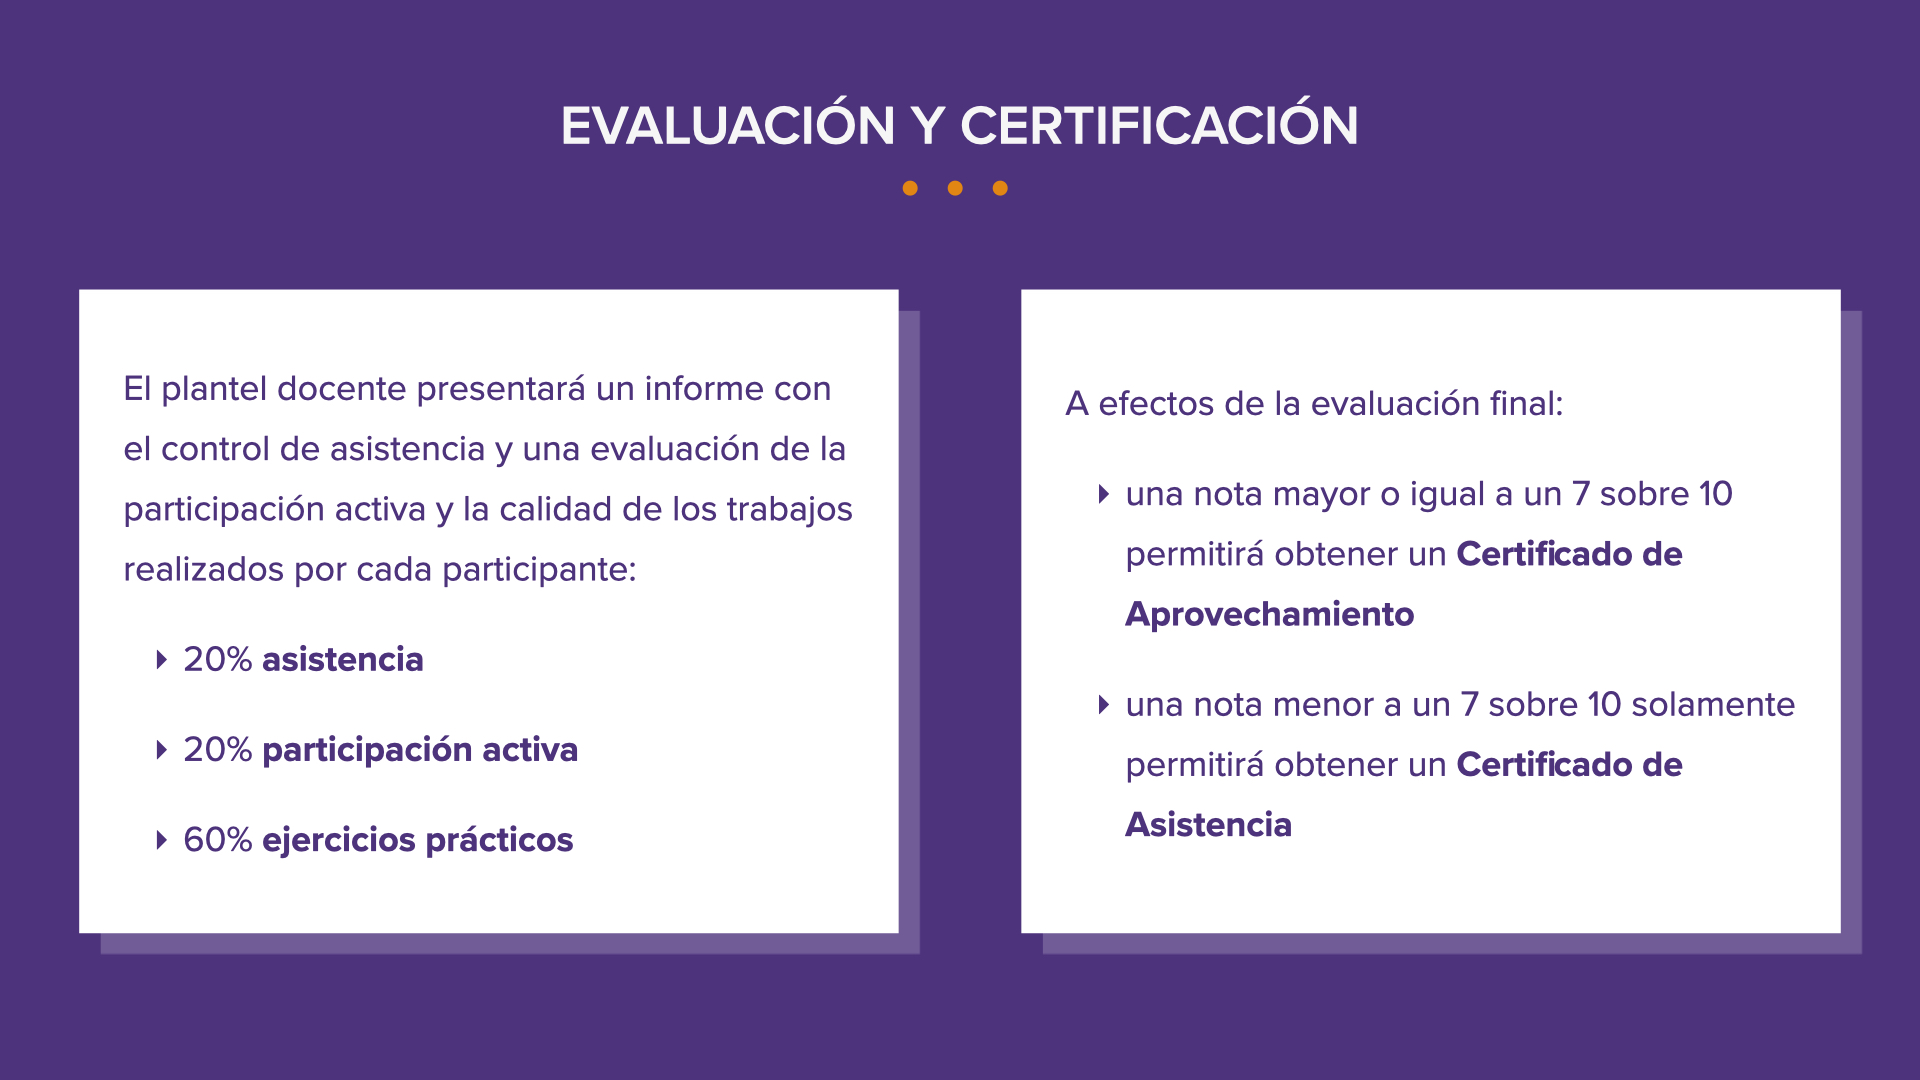 EVALUACIÓN Y CERTIFICACIÓN
El plantel docente presentará un informe con
el control de asistencia y una evaluación de la
participación activa y la calidad de los trabajos
realizados por cada participante:
20% asistencia
20% participación activa
60% ejercicios prácticos
A efectos de la evaluación final:
una nota mayor o igual a un 7 sobre 10
permitirá obtener un Certificado de
Aprovechamiento
una nota menor a un 7 sobre 10 solamente
permitirá obtener un Certificado de
Asistencia